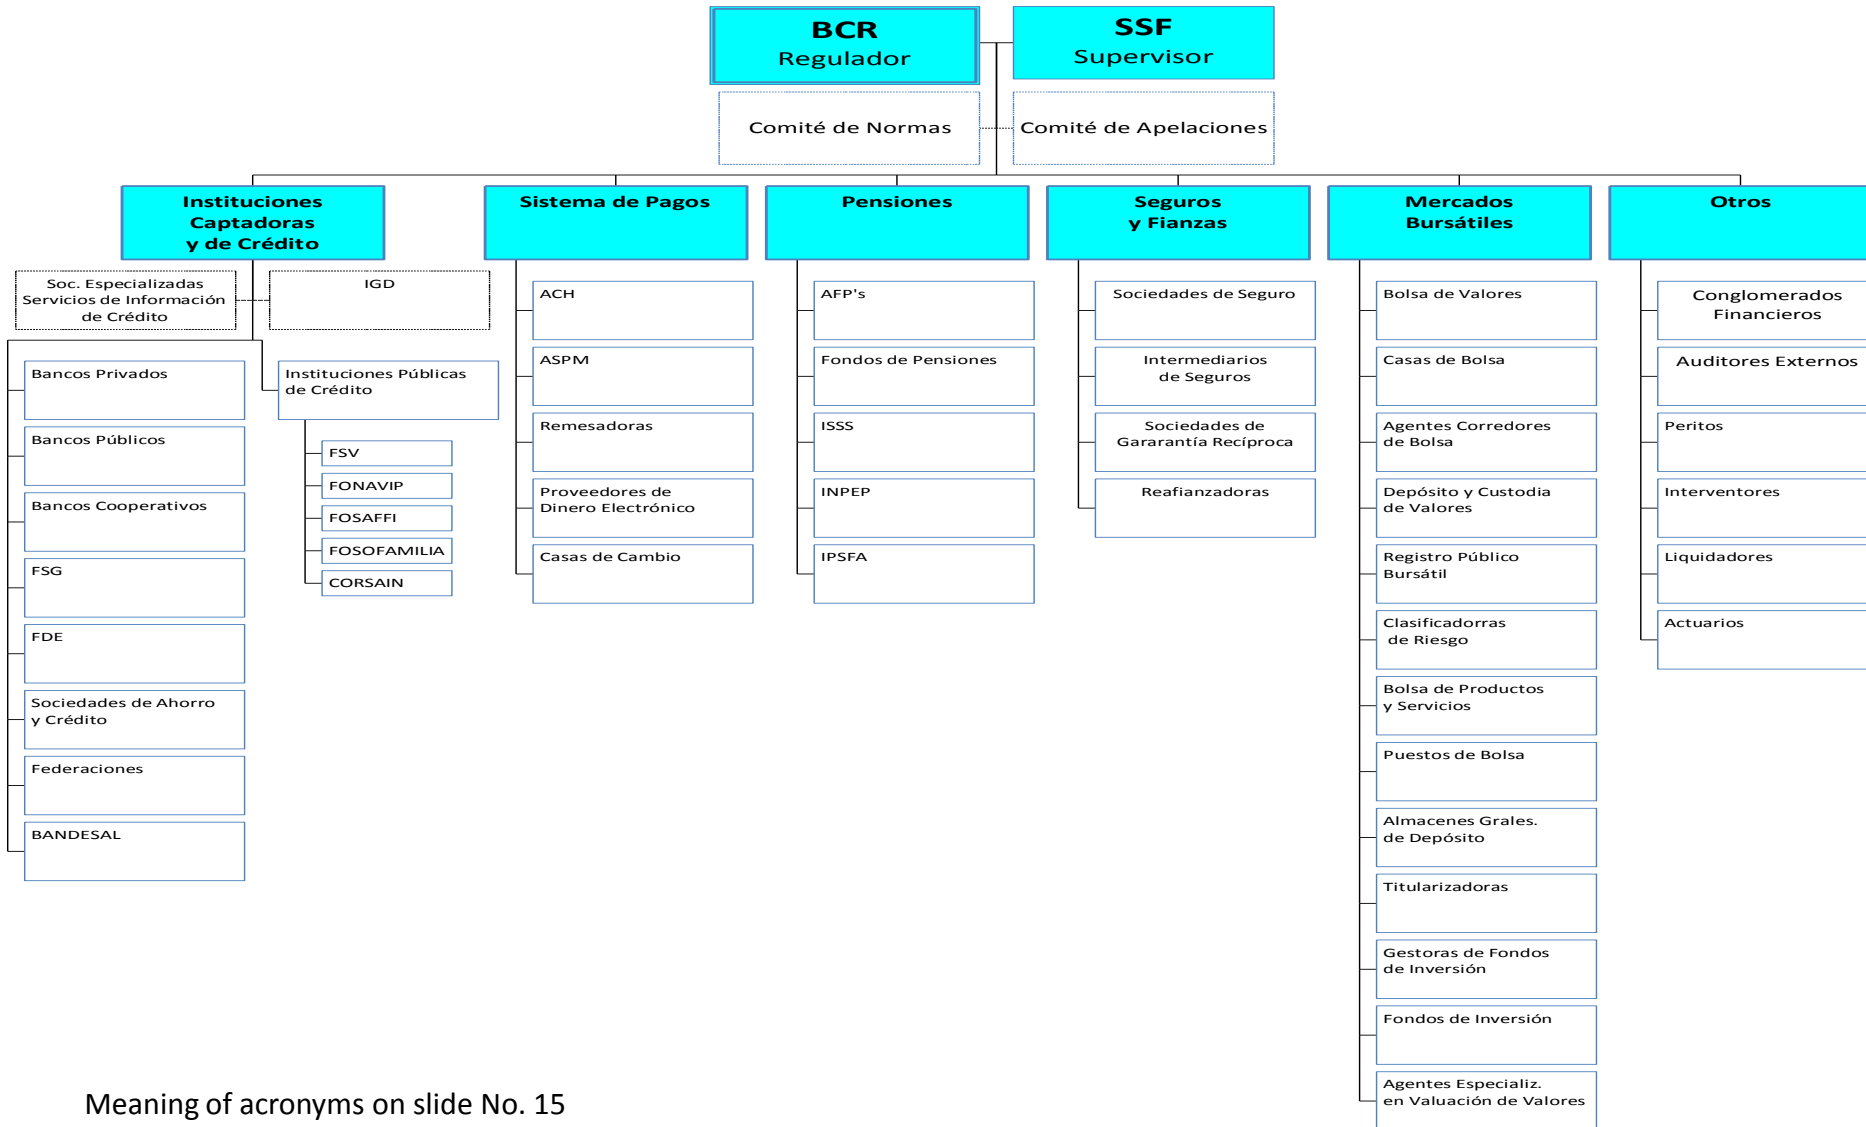 BCR
Regulador
SSF
Supervisor
Comité de Normas
Comité de Apelaciones
Instituciones
Captadoras
y de Crédito
Sistema de Pagos
Pensiones
Seguros
y Fianzas
Mercados
Bursátiles
Otros
Soc. Especializadas
Servicios de Información
de Crédito
IGD
Bancos Privados
Bancos Públicos
Bancos Cooperativos
FSG
FDE
Sociedades de Ahorro
y Crédito
Federaciones
BANDESAL
Instituciones Públicas
de Crédito
FSV
FONAVIP
FOSAFFI
FOSOFAMILIA
CORSAIN
ACH
ASPM
Remesadoras
Proveedores de
Dinero Electrónico
Casas de Cambio
AFP's
Fondos de Pensiones
ISSS
INPEP
IPSFA
Sociedades de Seguro
Intermediarios
de Seguros
Sociedades de
Gararantía Recíproca
Reafianzadoras
Bolsa de Valores
Casas de Bolsa
Agentes Corredores
de Bolsa
Depósito y Custodia
de Valores
Registro Público
Bursátil
Clasificadorras
de Riesgo
Bolsa de Productos
y Servicios
Puestos de Bolsa
Almacenes Grales.
de Depósito
Titularizadoras
Gestoras de Fondos
de Inversión
Fondos de Inversión
Agentes Especializ.
en Valuación de Valores
Conglomerados
Financieros
Auditores Externos
Peritos
Interventores
Liquidadores
Actuarios
Meaning of acronyms on slide No. 15